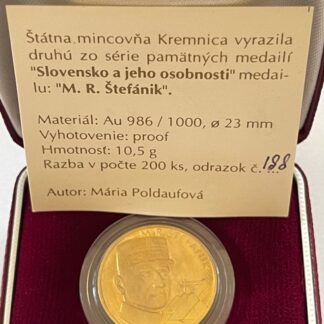 Štátna mincovňa Kremnica vyrazila
druhú zo série pamätných medailí
"Slovensko a jeho osobnosti" medai-
lu: "M. R. Štefánik".
Materiál: Au 986 / 1000, ø 23 mm
Vyhotovenie: proof
Hmotnosť: 10,5 g
Razba v počte 200 ks, odrazok č. 188
Autor: Mária Poldaufová
M. R. ŠTEFÁNIK